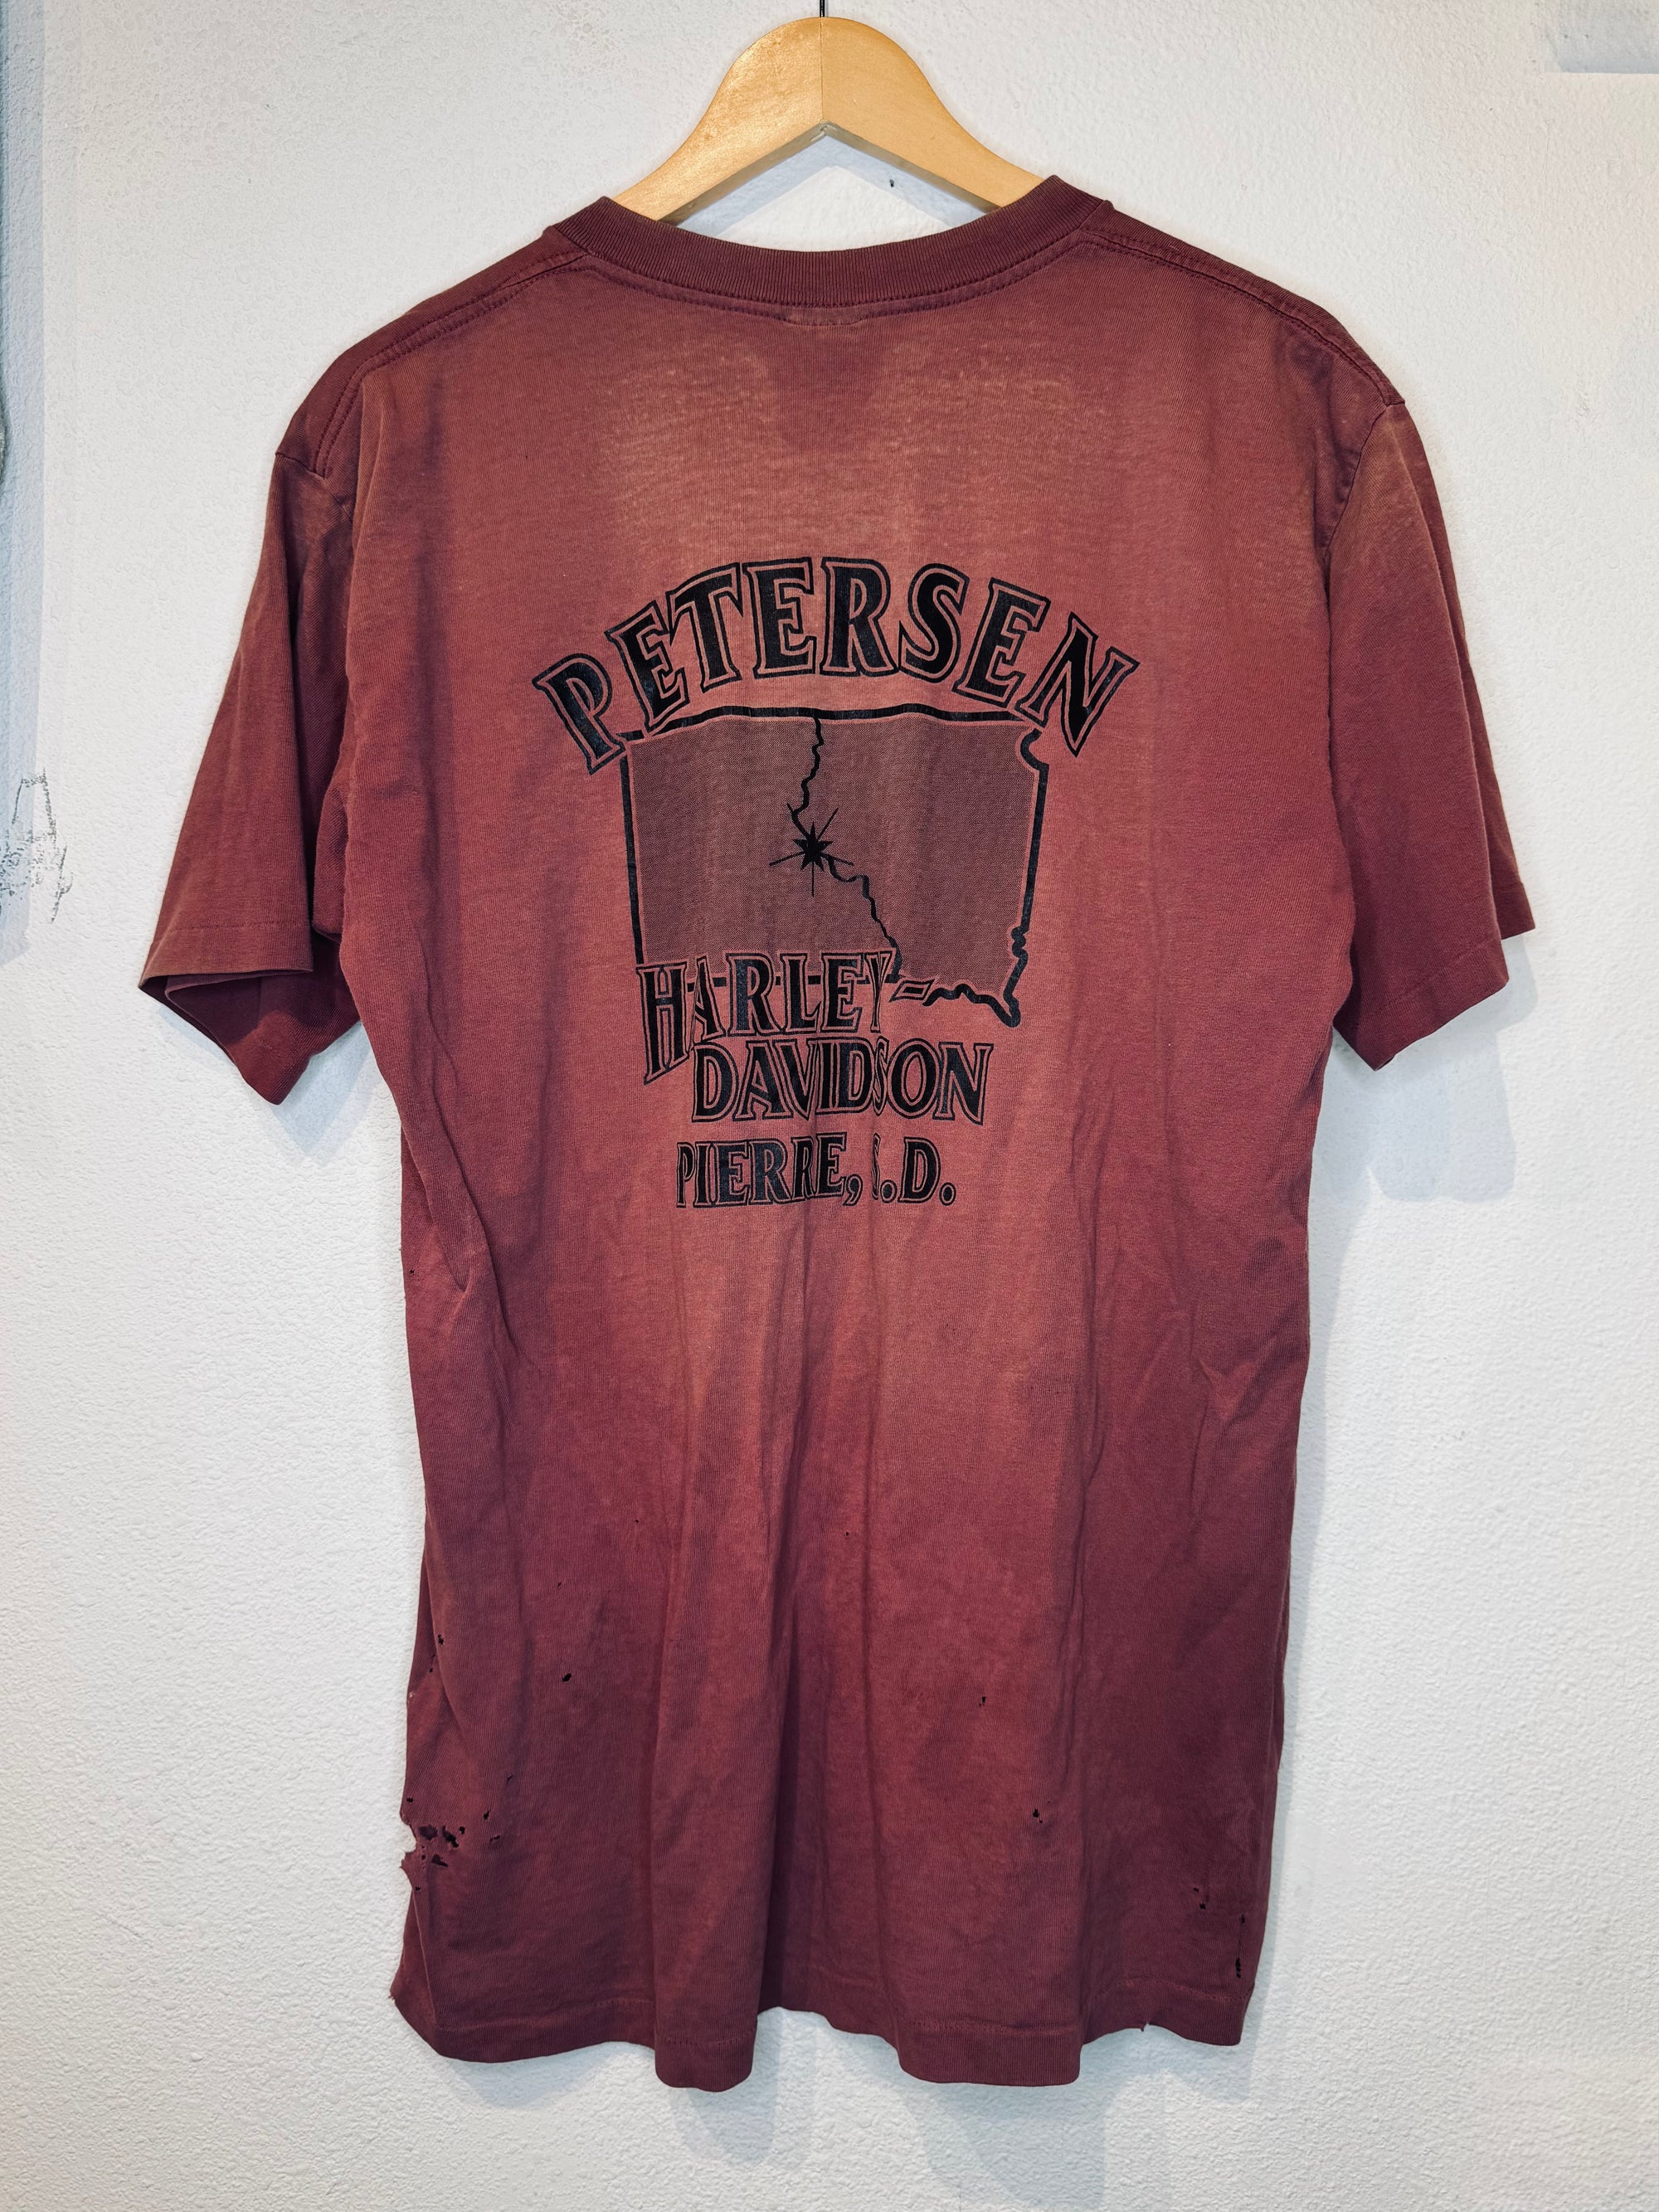 PETERSEN
HARLEY-
DAVIDSON
PIERRE, S.D.